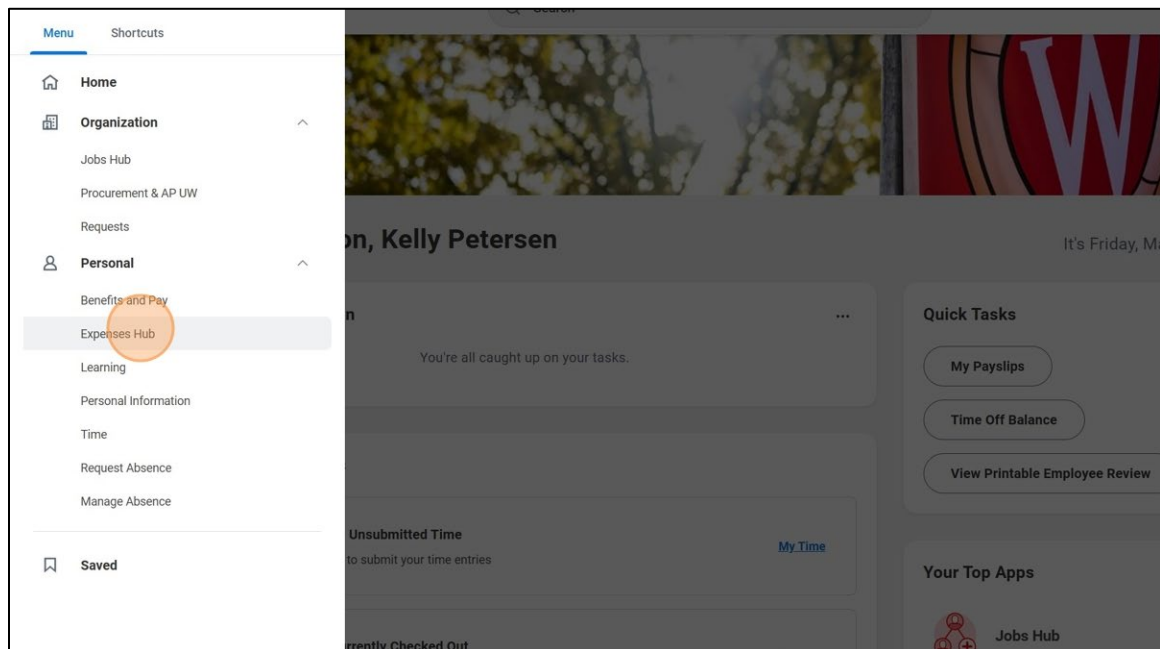 Menu Shortcuts
Home
Organization
Jobs Hub
Procurement & AP UW
Requests
Personal
Benefits and Pay
Expenses Hub
Learning
Personal Information
Time
Request Absence
Manage Absence
Saved
Search
W
on, Kelly Petersen
It's Friday, Ma
n
You're all caught up on your tasks.
Unsubmitted Time
to submit your time entries
My Time
rrently Checked Out
Quick Tasks
My Payslips
Time Off Balance
View Printable Employee Review
Your Top Apps
Jobs Hub